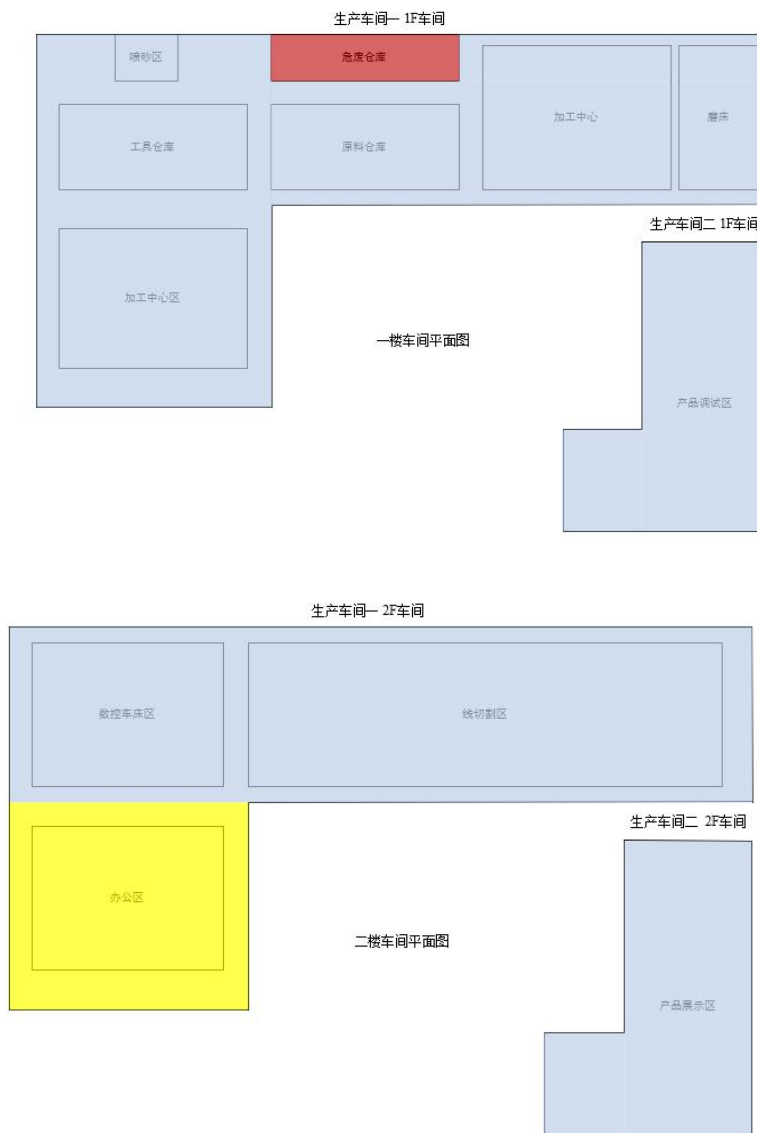 生产车间一 1F车间
喷砂区
危废仓库
加工中心
磨床
工具仓库
原料仓库
生产车间二 1F车间
加工中心区
一楼车间平面图
产品调试区
生产车间一 2F车间
数控车床区
线切割区
生产车间二 2F车间
办公区
二楼车间平面图
产品展示区